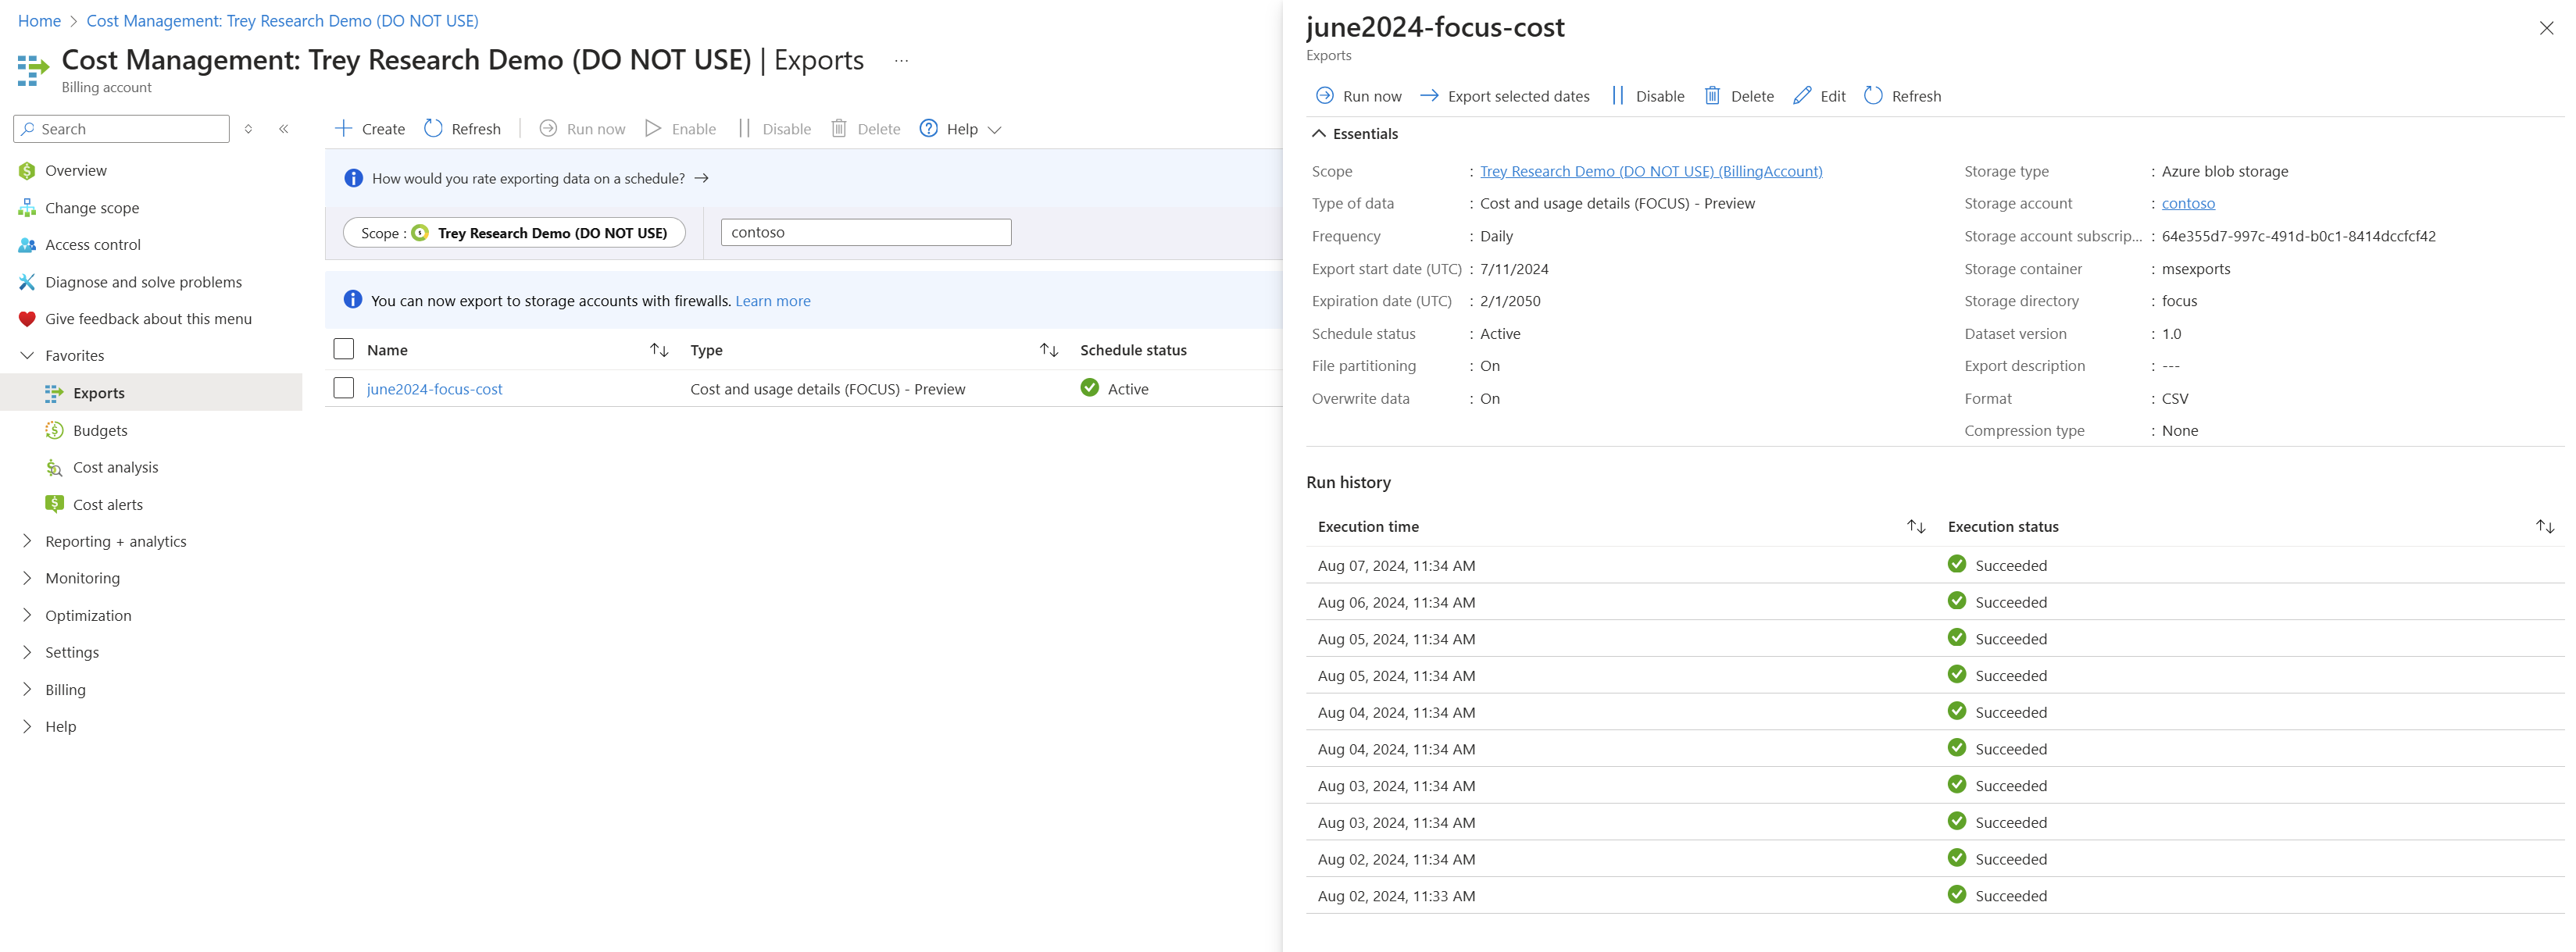 Home > Cost Management: Trey Research Demo (DO NOT USE)
Cost Management: Trey Research Demo (DO NOT USE) | Exports ...
Billing account
Search
Overview
Change scope
Access control
Diagnose and solve problems
Give feedback about this menu
Favorites
Exports
Budgets
Cost analysis
Cost alerts
Reporting + analytics
Monitoring
Optimization
Settings
Billing
Help
Create Refresh Run now Enable Disable Delete Help
How would you rate exporting data on a schedule? →
Scope : Trey Research Demo (DO NOT USE) contoso
You can now export to storage accounts with firewalls. Learn more
Name Type Schedule status
june2024-focus-cost Cost and usage details (FOCUS) - Preview Active
june2024-focus-cost
Exports
Run now Export selected dates Disable Delete Edit Refresh
Essentials
Scope : Trey Research Demo (DO NOT USE) (BillingAccount)
Type of data : Cost and usage details (FOCUS) - Preview
Frequency : Daily
Export start date (UTC) : 7/11/2024
Expiration date (UTC) : 2/1/2050
Schedule status : Active
File partitioning : On
Overwrite data : On
Storage type : Azure blob storage
Storage account : contoso
Storage account subscrip... : 64e355d7-997c-491d-b0c1-8414dccfcf42
Storage container : msexports
Storage directory : focus
Dataset version : 1.0
Export description : ---
Format : CSV
Compression type : None
Run history
Execution time Execution status
Aug 07, 2024, 11:34 AM Succeeded
Aug 06, 2024, 11:34 AM Succeeded
Aug 05, 2024, 11:34 AM Succeeded
Aug 05, 2024, 11:34 AM Succeeded
Aug 04, 2024, 11:34 AM Succeeded
Aug 04, 2024, 11:34 AM Succeeded
Aug 03, 2024, 11:34 AM Succeeded
Aug 03, 2024, 11:34 AM Succeeded
Aug 02, 2024, 11:34 AM Succeeded
Aug 02, 2024, 11:33 AM Succeeded